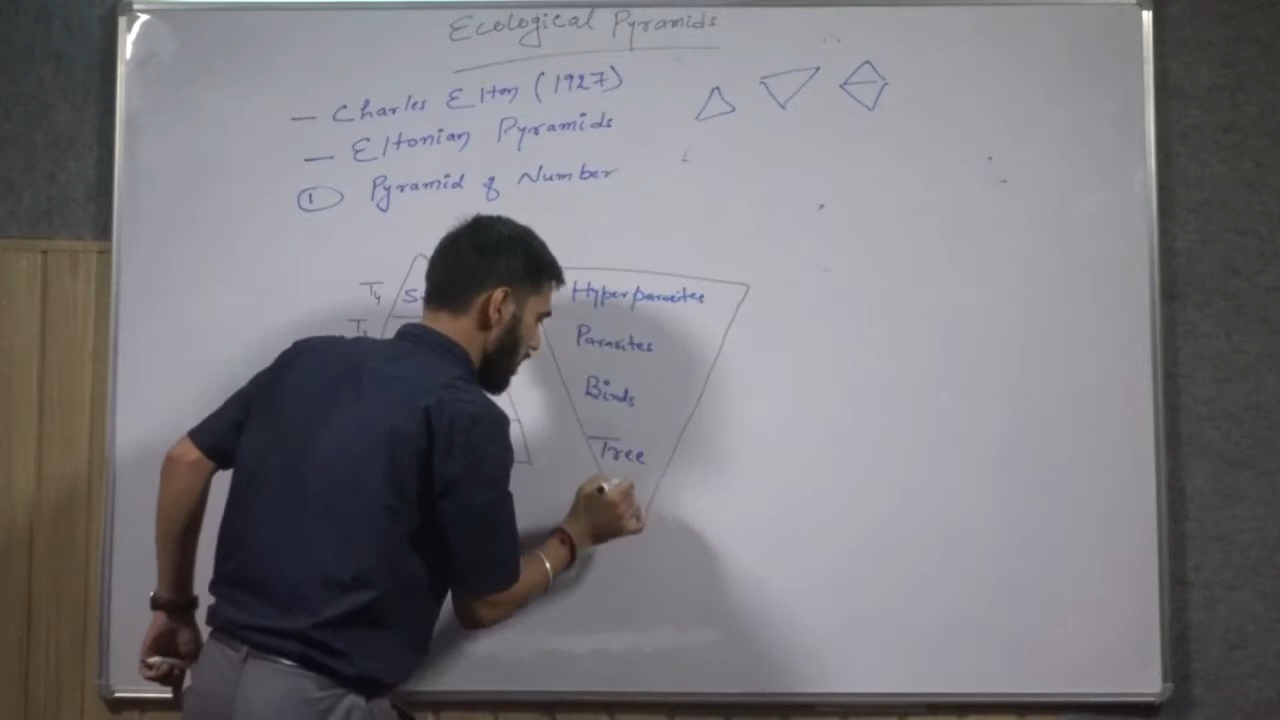 Ecological Pyramids
— Charles Elton (1927)
— Eltonian Pyramids
① Pyramid of Number
T4
T3
Hyperparasites
Parasites
Birds
Tree